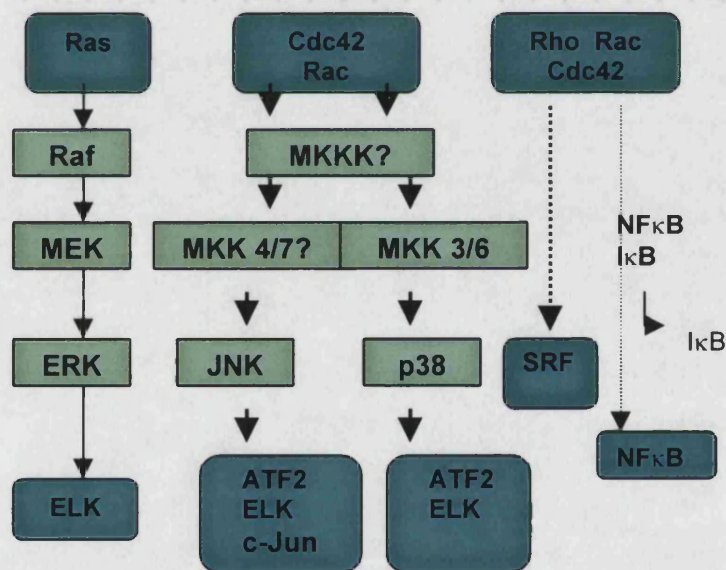 Ras
Cdc42
Rac
Rho Rac
Cdc42
Raf
MKKK?
MEK
MKK 4/7?
MKK 3/6
NFκB
IκB
IκB
ERK
JNK
p38
SRF
NFκB
ELK
ATF2
ELK
c-Jun
ATF2
ELK